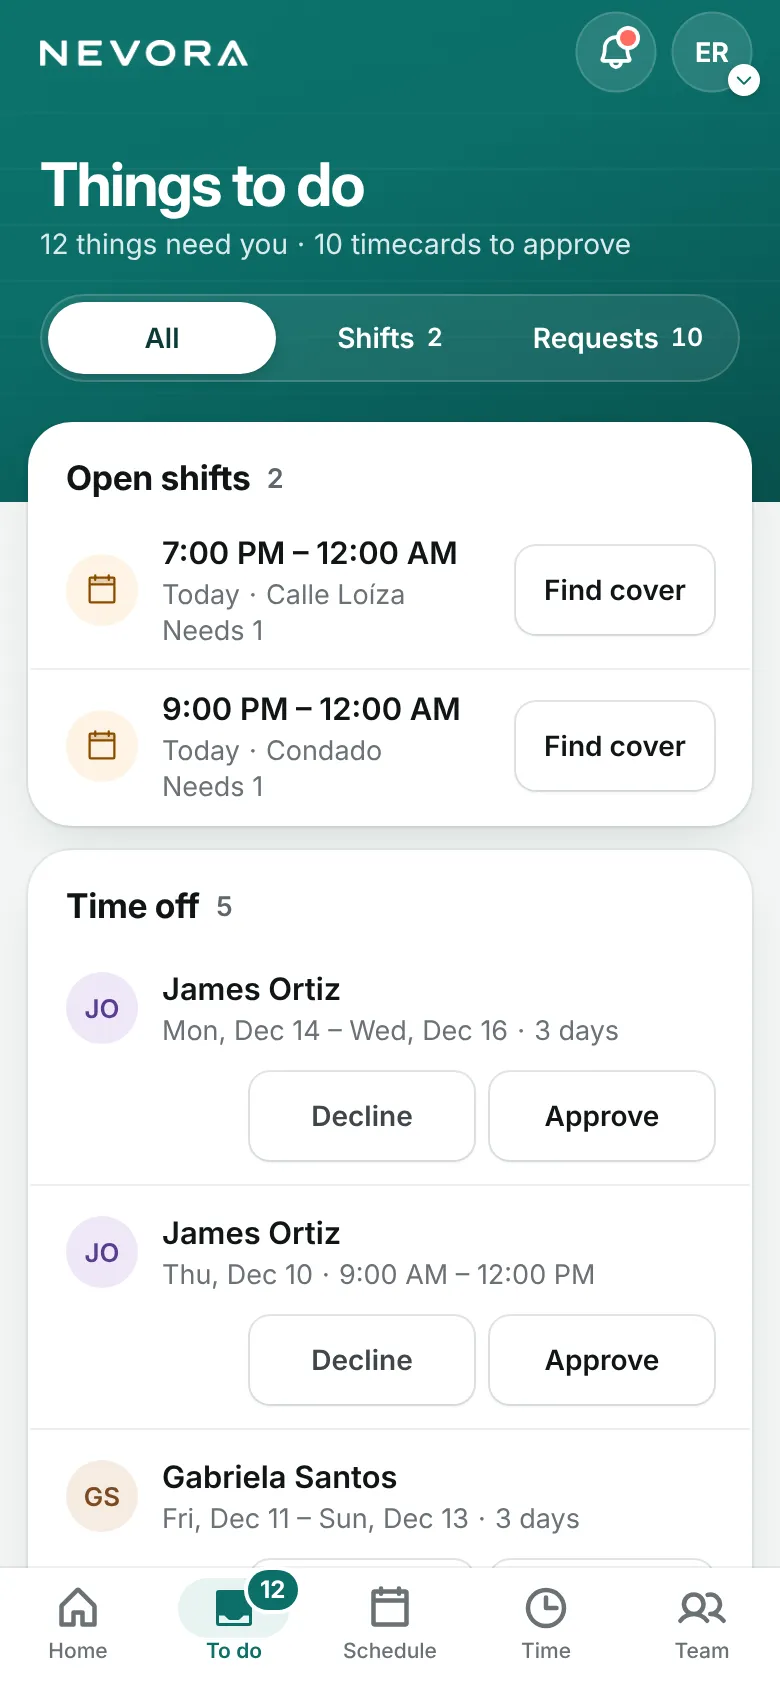 NEVORA
ER
Things to do
12 things need you · 10 timecards to approve
All
Shifts 2
Requests 10
Open shifts 2
7:00 PM – 12:00 AM
Today · Calle Loíza
Needs 1
Find cover
9:00 PM – 12:00 AM
Today · Condado
Needs 1
Find cover
Time off 5
JO
James Ortiz
Mon, Dec 14 – Wed, Dec 16 · 3 days
Decline
Approve
JO
James Ortiz
Thu, Dec 10 · 9:00 AM – 12:00 PM
Decline
Approve
GS
Gabriela Santos
Fri, Dec 11 – Sun, Dec 13 · 3 days
12
Home
To do
Schedule
Time
Team